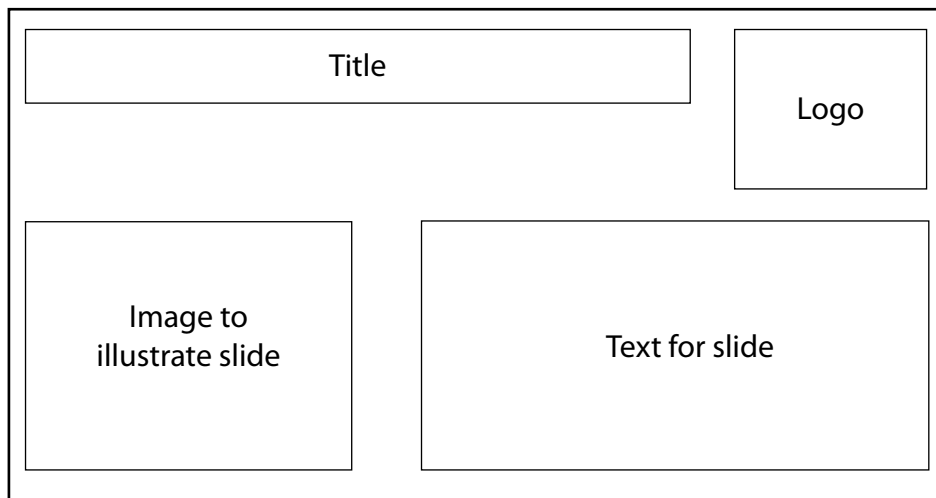 Title
Logo
Image to
illustrate slide
Text for slide